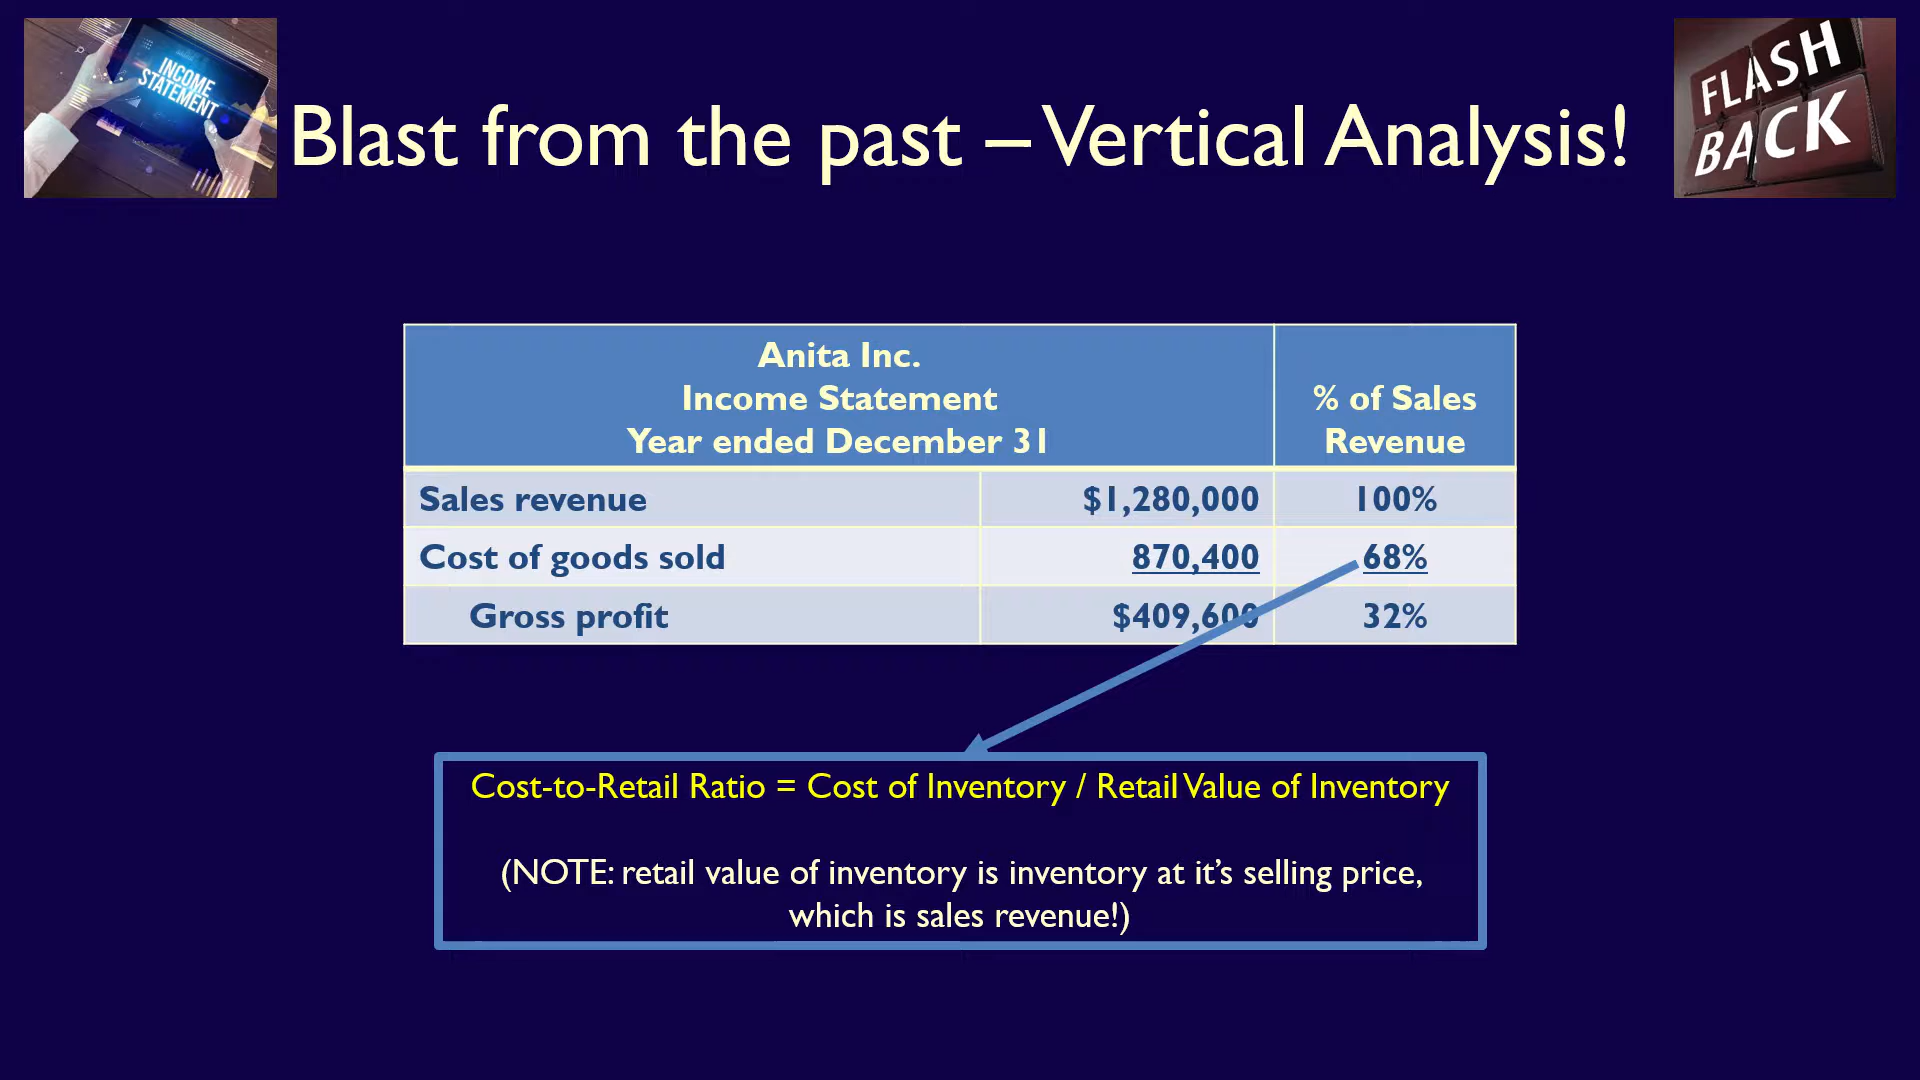 INCOME
STATEMENT
FLASH
BACK
Blast from the past – Vertical Analysis!
Anita Inc.
Income Statement
Year ended December 31
% of Sales
Revenue
Sales revenue $1,280,000 100%
Cost of goods sold 870,400 68%
Gross profit $409,600 32%
Cost-to-Retail Ratio = Cost of Inventory / Retail Value of Inventory
(NOTE: retail value of inventory is inventory at it’s selling price,
which is sales revenue!)